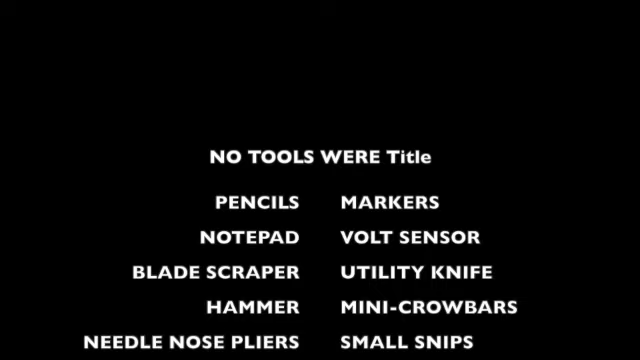 NO TOOLS WERE Title
PENCILS MARKERS
NOTEPAD VOLT SENSOR
BLADE SCRAPER UTILITY KNIFE
HAMMER MINI-CROWBARS
NEEDLE NOSE PLIERS SMALL SNIPS